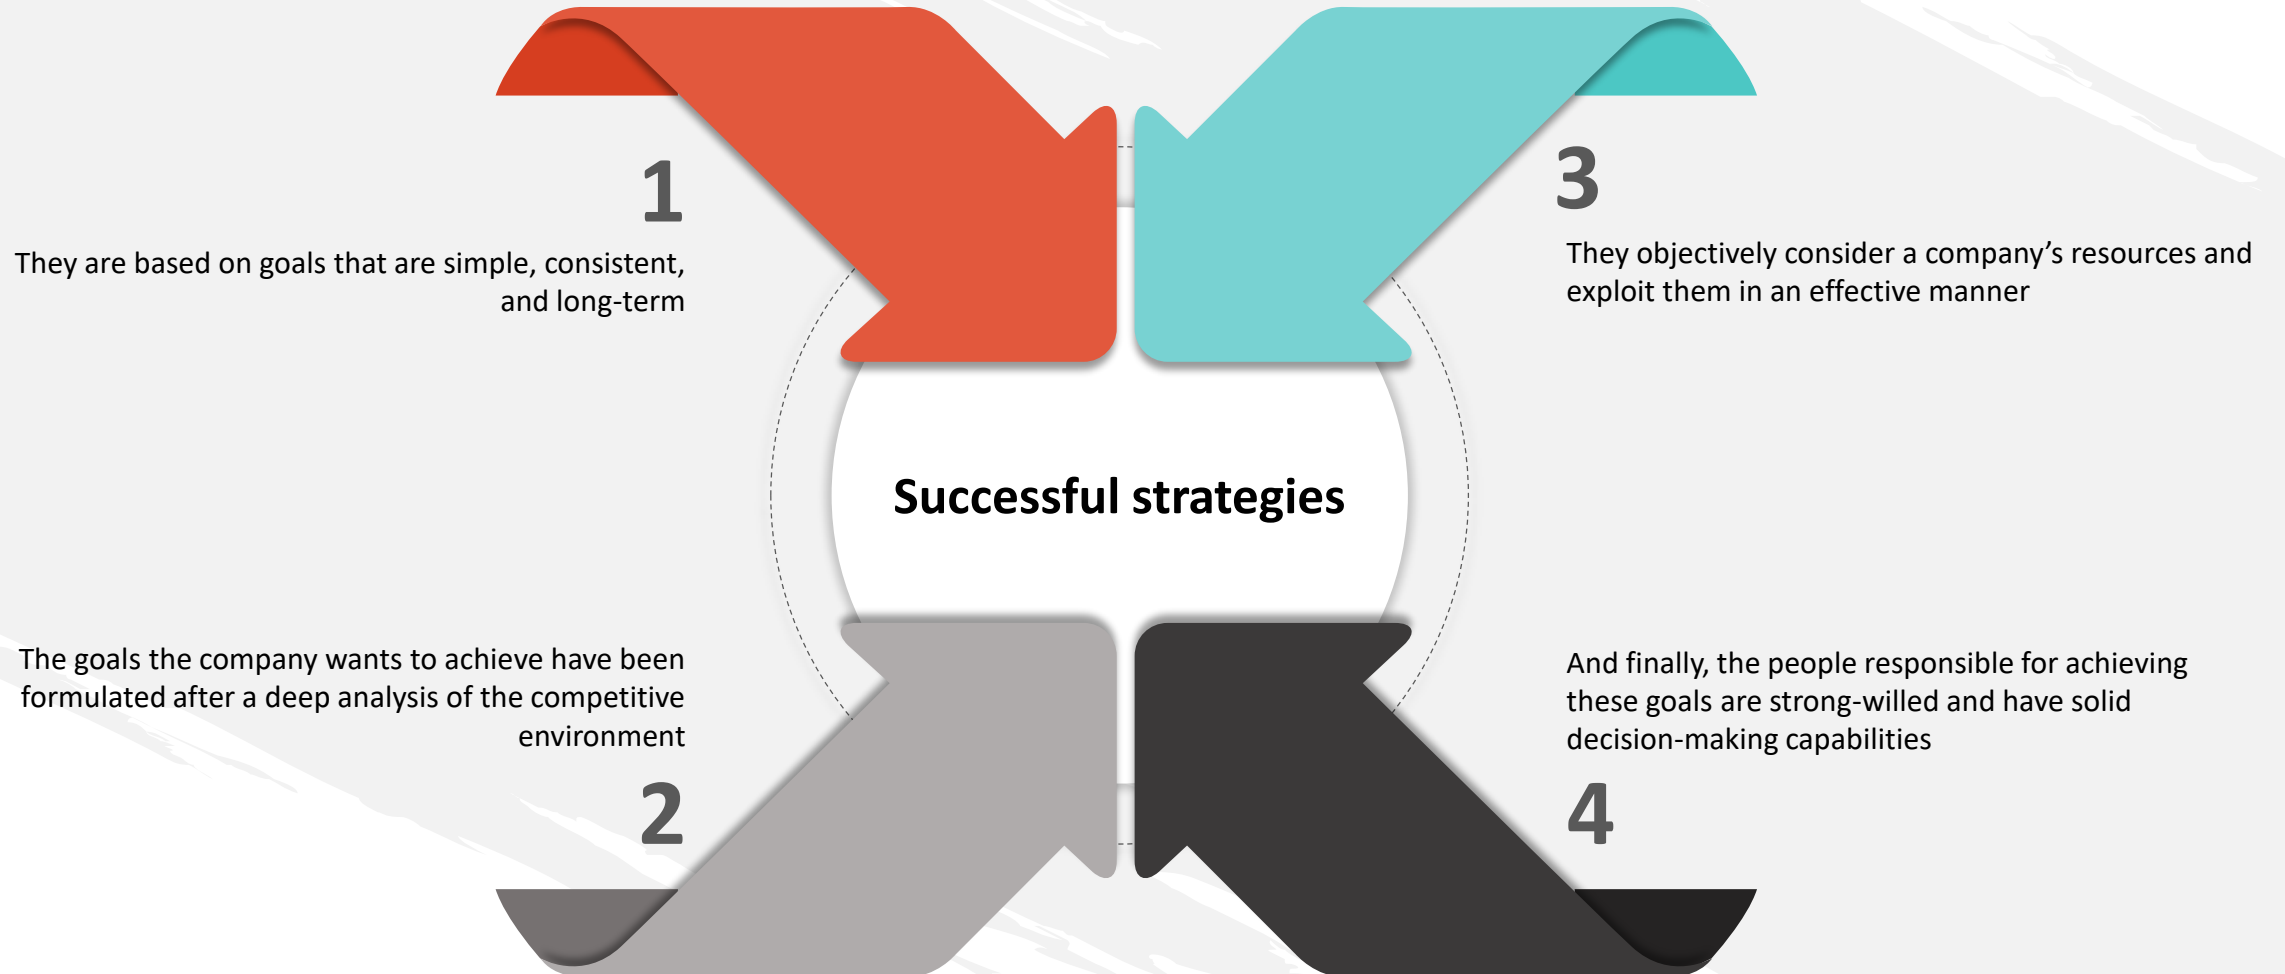 1
They are based on goals that are simple, consistent,
and long-term
The goals the company wants to achieve have been
formulated after a deep analysis of the competitive
environment
2
Successful strategies
3
They objectively consider a company’s resources and
exploit them in an effective manner
And finally, the people responsible for achieving
these goals are strong-willed and have solid
decision-making capabilities
4